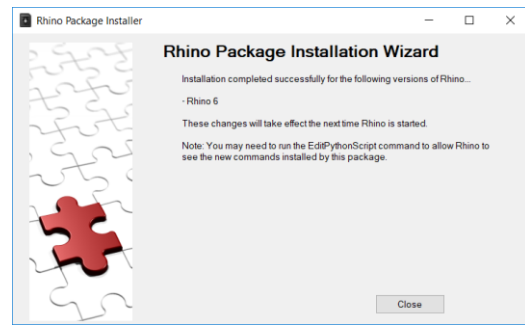 Rhino Package Installer
Rhino Package Installation Wizard
Installation completed successfully for the following versions of Rhino...
- Rhino 6
These changes will take effect the next time Rhino is started.
Note: You may need to run the EditPythonScript command to allow Rhino to
see the new commands installed by this package.
Close